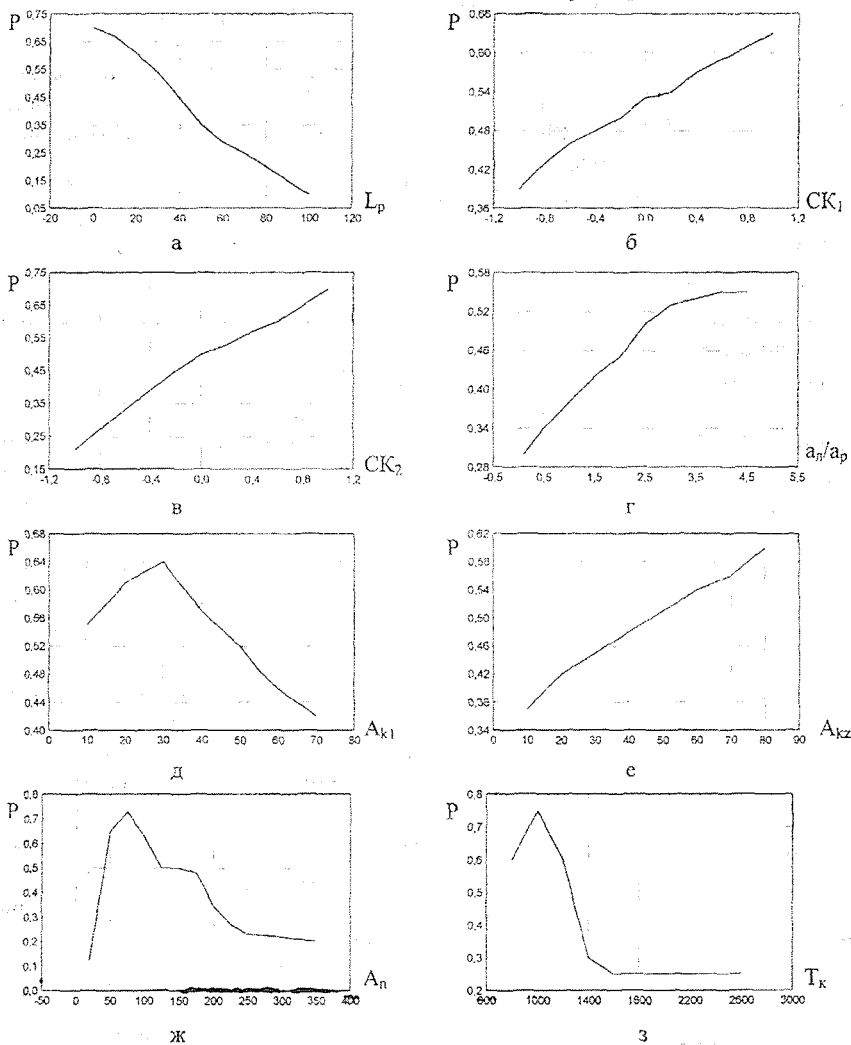 P 0,75 0,65 0,55 0,45 0,35 0,25 0,15 0,05
-20 0 20 40 60 80 100 120 Lр
а
P 0,66 0,60 0,54 0,48 0,42 0,36
-1,2 -0,8 -0,4 0,0 0,4 0,8 1,2 СК1
б
P 0,75 0,65 0,55 0,45 0,35 0,25 0,15
-1,2 -0,8 -0,4 0,0 0,4 0,8 1,2 СК2
в
P 0,58 0,52 0,46 0,40 0,34 0,28
-0,5 0,5 1,5 2,5 3,5 4,5 5,5 ал/ар
г
P 0,68 0,64 0,60 0,56 0,52 0,48 0,44 0,40
0 10 20 30 40 50 60 70 80 Ak1
д
P 0,62 0,58 0,54 0,50 0,46 0,42 0,38 0,34
0 10 20 30 40 50 60 70 80 90 Akz
е
P 0,8 0,7 0,6 0,5 0,4 0,3 0,2 0,1 0,0
-50 0 50 100 150 200 250 300 350 400 Ап
ж
P 0,8 0,7 0,6 0,5 0,4 0,3 0,2
600 1000 1400 1800 2200 2600 3000 Тк
з